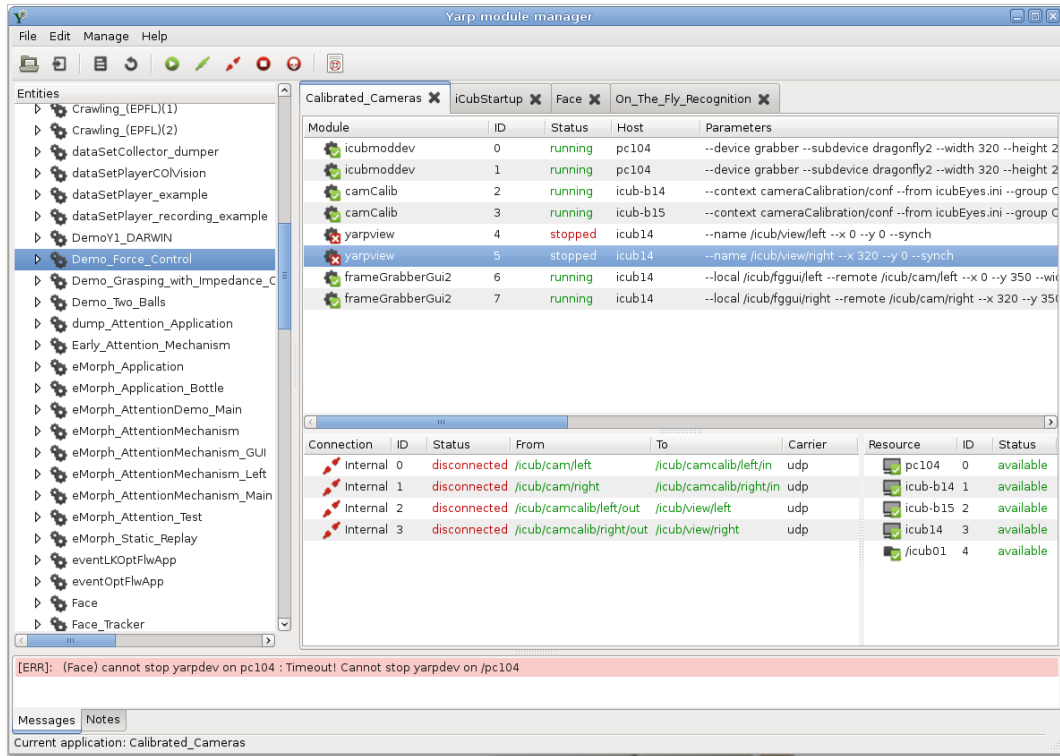 Yarp module manager
File Edit Manage Help
Entities
Crawling_(EPFL)(1)
Crawling_(EPFL)(2)
dataSetCollector_dumper
dataSetPlayerCOlVision
dataSetPlayer_example
dataSetPlayer_recording_example
DemoY1_DARWIN
Demo_Force_Control
Demo_Grasping_with_Impedance_C
Demo_Two_Balls
dump_Attention_Application
Early_Attention_Mechanism
eMorph_Application
eMorph_Application_Bottle
eMorph_AttentionDemo_Main
eMorph_AttentionMechanism
eMorph_AttentionMechanism_GUI
eMorph_AttentionMechanism_Left
eMorph_AttentionMechanism_Main
eMorph_Attention_Test
eMorph_Static_Replay
eventLKOptFlwApp
eventOptFlwApp
Face
Face_Tracker
Calibrated_Cameras iCubStartup Face On_The_Fly_Recognition
Module ID Status Host Parameters
icubmoddev 0 running pc104 --device grabber --subdevice dragonfly2 --width 320 --height 2
icubmoddev 1 running pc104 --device grabber --subdevice dragonfly2 --width 320 --height 2
camCalib 2 running icub-b14 --context cameraCalibration/conf --from icubEyes.ini --group C
camCalib 3 running icub-b15 --context cameraCalibration/conf --from icubEyes.ini --group C
yarpview 4 stopped icub14 --name /icub/view/left --x 0 --y 0 --synch
yarpview 5 stopped icub14 --name /icub/view/right --x 320 --y 0 --synch
frameGrabberGui2 6 running icub14 --local /icub/fggui/left --remote /icub/cam/left --x 0 --y 350 --wid
frameGrabberGui2 7 running icub14 --local /icub/fggui/right --remote /icub/cam/right --x 320 --y 350
Connection ID Status From To Carrier
Internal 0 disconnected /icub/cam/left /icub/camcalib/left/in udp
Internal 1 disconnected /icub/cam/right /icub/camcalib/right/in udp
Internal 2 disconnected /icub/camcalib/left/out /icub/view/left udp
Internal 3 disconnected /icub/camcalib/right/out /icub/view/right udp
Resource ID Status
pc104 0 available
icub-b14 1 available
icub-b15 2 available
icub14 3 available
/icub01 4 available
[ERR]: (Face) cannot stop yarpdev on pc104 : Timeout! Cannot stop yarpdev on /pc104
Messages Notes
Current application: Calibrated_Cameras